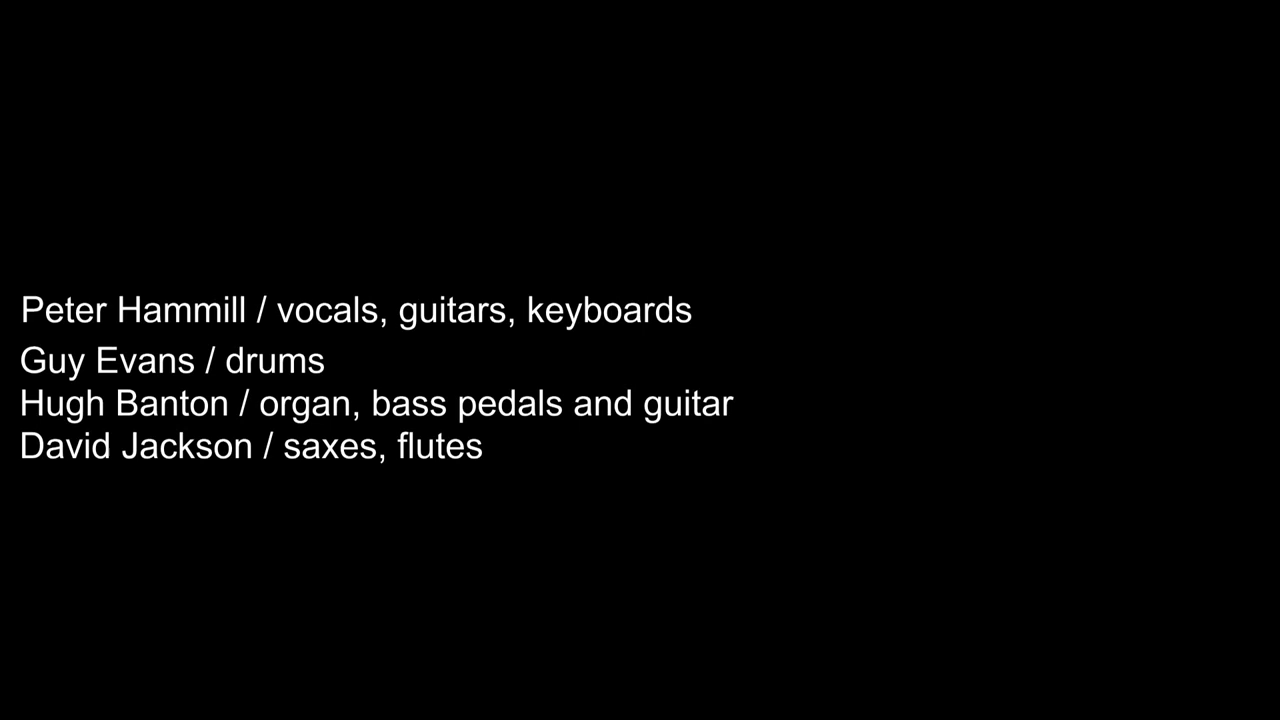 Peter Hammill / vocals, guitars, keyboards
Guy Evans / drums
Hugh Banton / organ, bass pedals and guitar
David Jackson / saxes, flutes